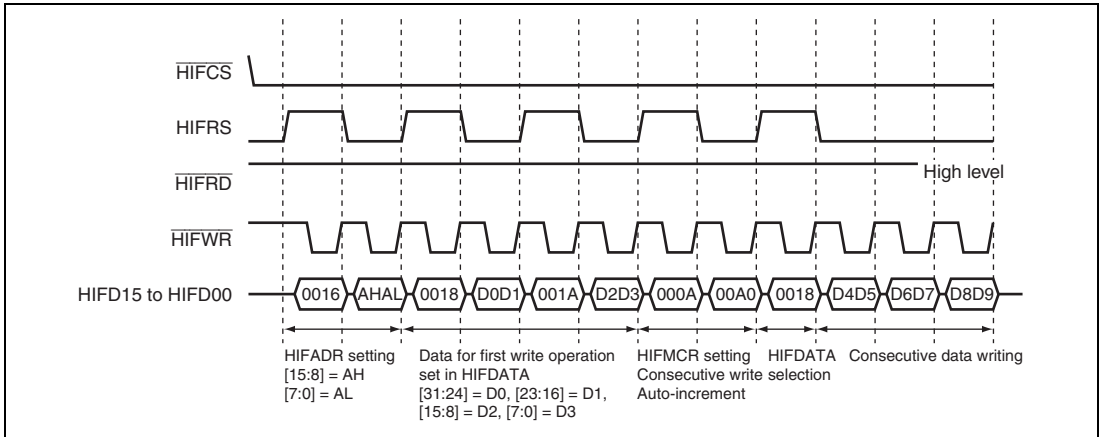 HIFCS
HIFRS
HIFRD
High level
HIFWR
HIFD15 to HIFD00
0016 AHAL 0018 D0D1 001A D2D3 000A 00A0 0018 D4D5 D6D7 D8D9
HIFADR setting
[15:8] = AH
[7:0] = AL
Data for first write operation
set in HIFDATA
[31:24] = D0, [23:16] = D1,
[15:8] = D2, [7:0] = D3
HIFMCR setting HIFDATA Consecutive data writing
Consecutive write selection
Auto-increment